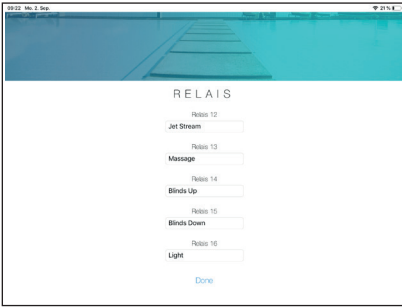 09:22 Mo. 2. Sep.
21 %
RELAIS
Relais 12
Jet Stream
Relais 13
Massage
Relais 14
Blinds Up
Relais 15
Blinds Down
Relais 16
Light
Done